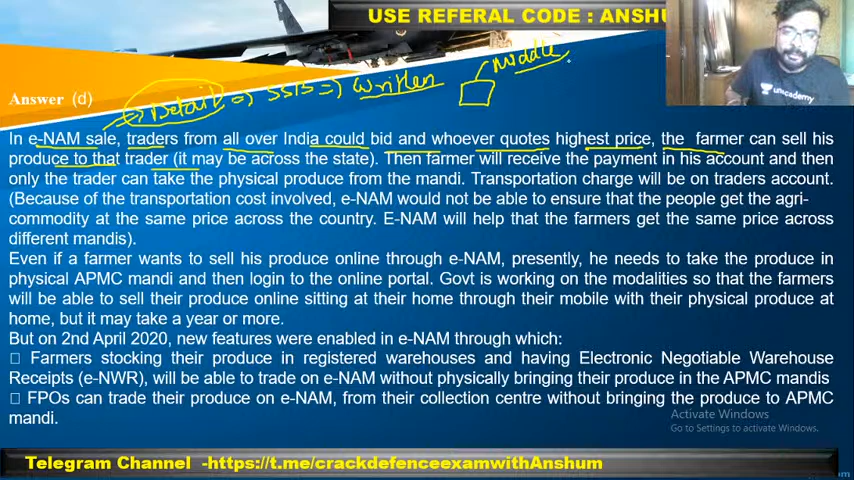 USE REFERAL CODE : ANSHU
Middle
Detail ⇒ SSB ⇒ Written
unacademy
Answer (d)
In e-NAM sale, traders from all over India could bid and whoever quotes highest price, the farmer can sell his
produce to that trader (it may be across the state). Then farmer will receive the payment in his account and then
only the trader can take the physical produce from the mandi. Transportation charge will be on traders account.
(Because of the transportation cost involved, e-NAM would not be able to ensure that the people get the agri-
commodity at the same price across the country. E-NAM will help that the farmers get the same price across
different mandis).
Even if a farmer wants to sell his produce online through e-NAM, presently, he needs to take the produce in
physical APMC mandi and then login to the online portal. Govt is working on the modalities so that the farmers
will be able to sell their produce online sitting at their home through their mobile with their physical produce at
home, but it may take a year or more.
But on 2nd April 2020, new features were enabled in e-NAM through which:
□ Farmers stocking their produce in registered warehouses and having Electronic Negotiable Warehouse
Receipts (e-NWR), will be able to trade on e-NAM without physically bringing their produce in the APMC mandis
□ FPOs can trade their produce on e-NAM, from their collection centre without bringing the produce to APMC
mandi.
Activate Windows
Go to Settings to activate Windows.
Telegram Channel -https://t.me/crackdefenceexamwithAnshum